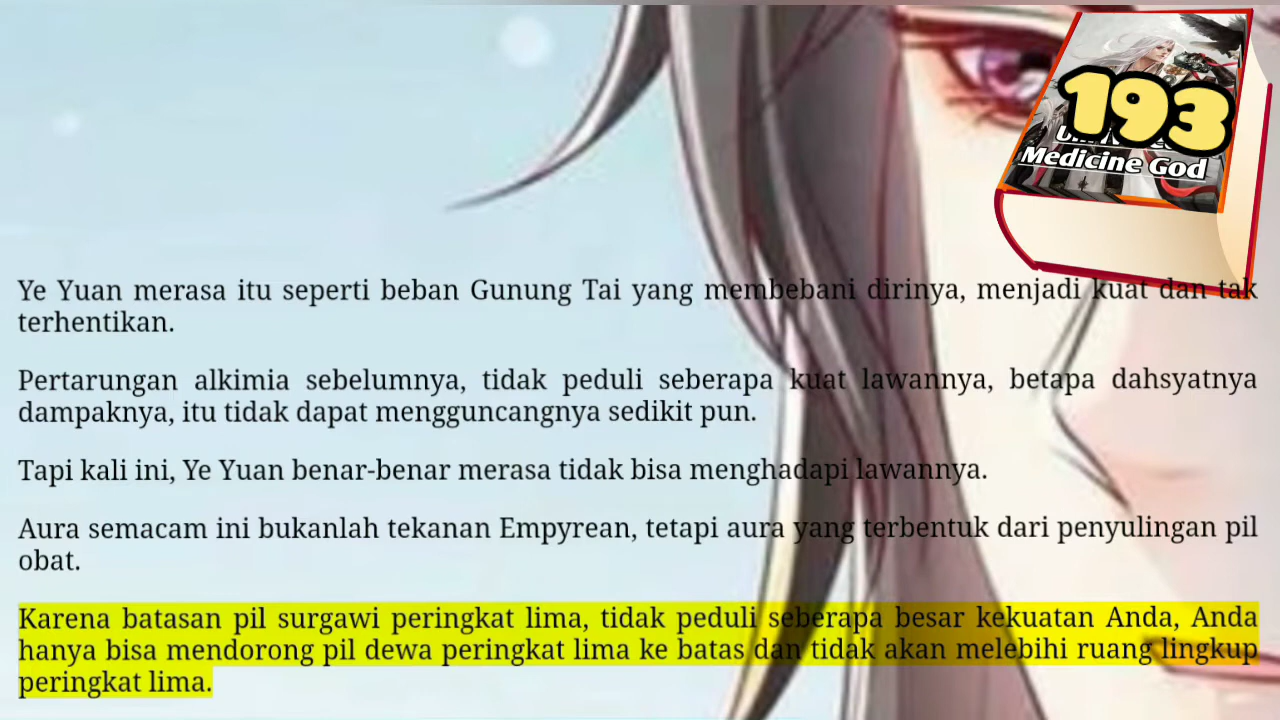 193
Medicine God
Ye Yuan merasa itu seperti beban Gunung Tai yang membebani dirinya, menjadi kuat dan tak
terhentikan.
Pertarungan alkimia sebelumnya, tidak peduli seberapa kuat lawannya, betapa dahsyatnya
dampaknya, itu tidak dapat mengguncangnya sedikit pun.
Tapi kali ini, Ye Yuan benar-benar merasa tidak bisa menghadapi lawannya.
Aura semacam ini bukanlah tekanan Empyrean, tetapi aura yang terbentuk dari penyulingan pil
obat.
Karena batasan pil surgawi peringkat lima, tidak peduli seberapa besar kekuatan Anda, Anda
hanya bisa mendorong pil dewa peringkat lima ke batas dan tidak akan melebihi ruang lingkup
peringkat lima.